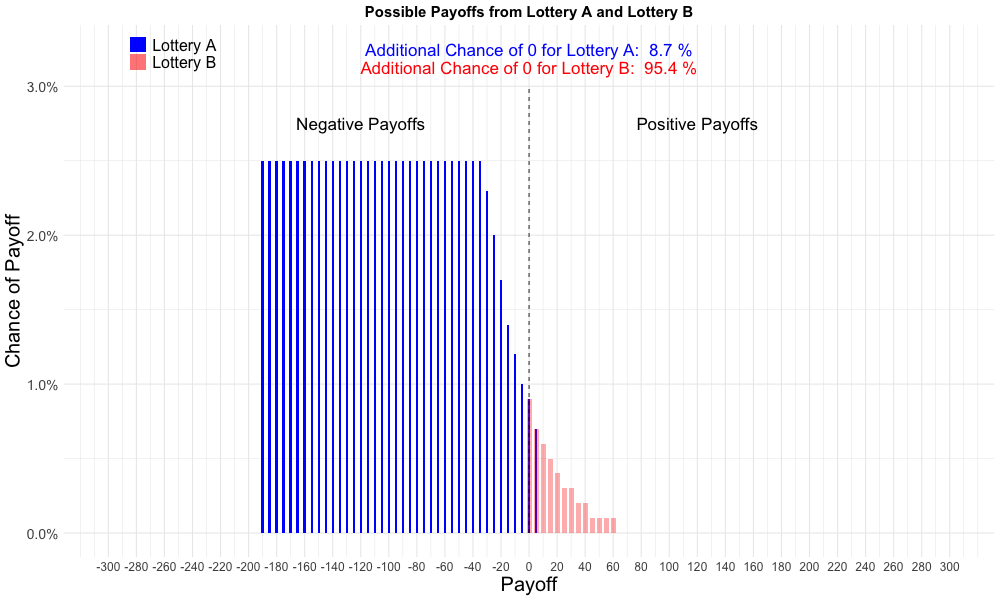 Possible Payoffs from Lottery A and Lottery B
Lottery A
Lottery B
Additional Chance of 0 for Lottery A:  8.7 %
Additional Chance of 0 for Lottery B:  95.4 %
Negative Payoffs
Positive Payoffs
Chance of Payoff
3.0%
2.0%
1.0%
0.0%
-300 -280 -260 -240 -220 -200 -180 -160 -140 -120 -100 -80 -60 -40 -20 0 20 40 60 80 100 120 140 160 180 200 220 240 260 280 300
Payoff